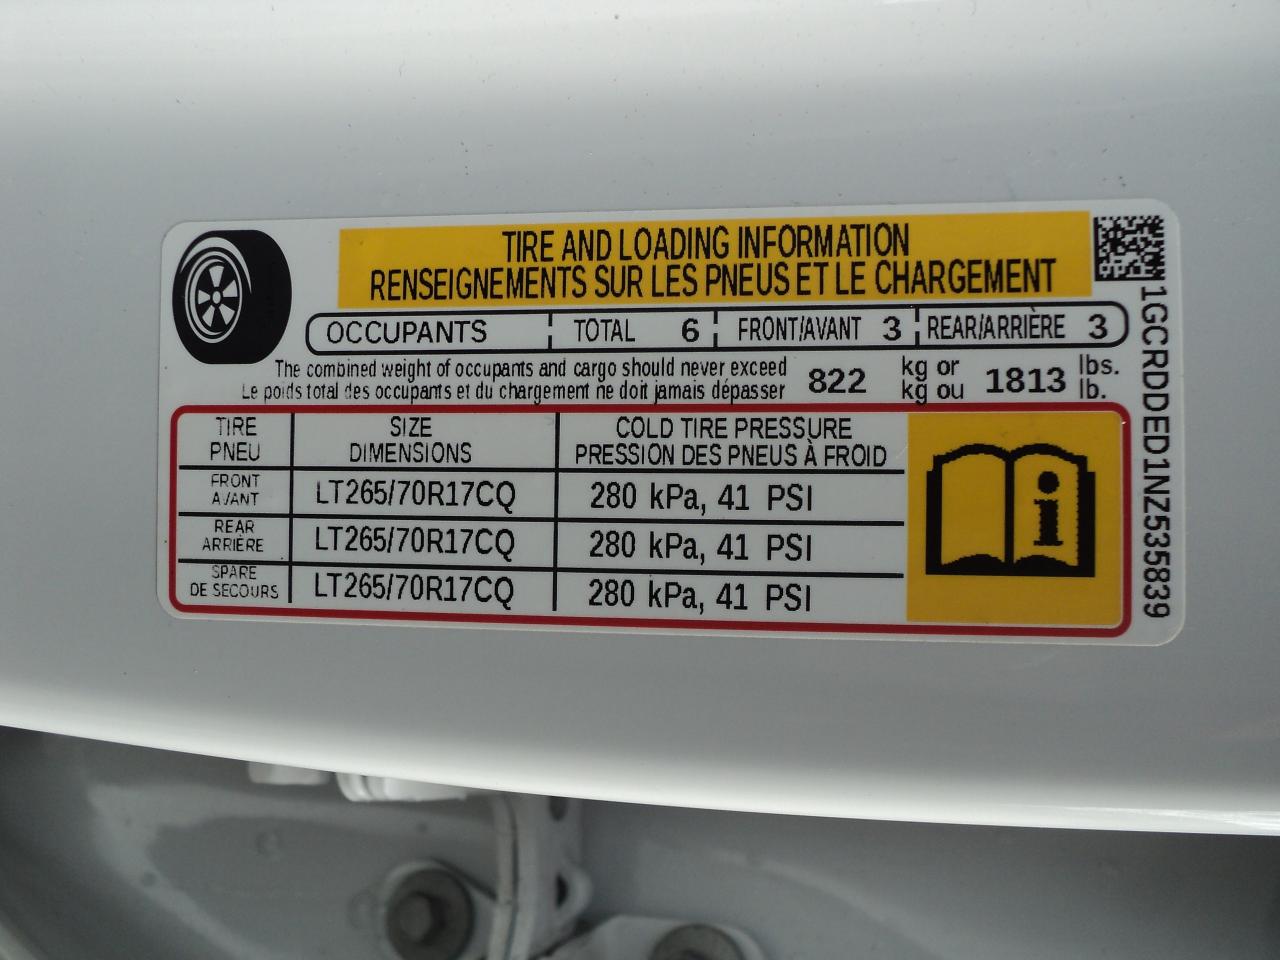 TIRE AND LOADING INFORMATION
RENSEIGNEMENTS SUR LES PNEUS ET LE CHARGEMENT
OCCUPANTS TOTAL 6 FRONT/AVANT 3 REAR/ARRIÈRE 3
The combined weight of occupants and cargo should never exceed 822 kg or 1813 lbs.
Le poids total des occupants et du chargement ne doit jamais dépasser kg ou lb.
TIRE SIZE COLD TIRE PRESSURE
PNEU DIMENSIONS PRESSION DES PNEUS À FROID
FRONT
AVANT LT265/70R17CQ 280 kPa, 41 PSI
REAR
ARRIÈRE LT265/70R17CQ 280 kPa, 41 PSI
SPARE
DE SECOURS LT265/70R17CQ 280 kPa, 41 PSI
i
1GCRDDED1NZ535839